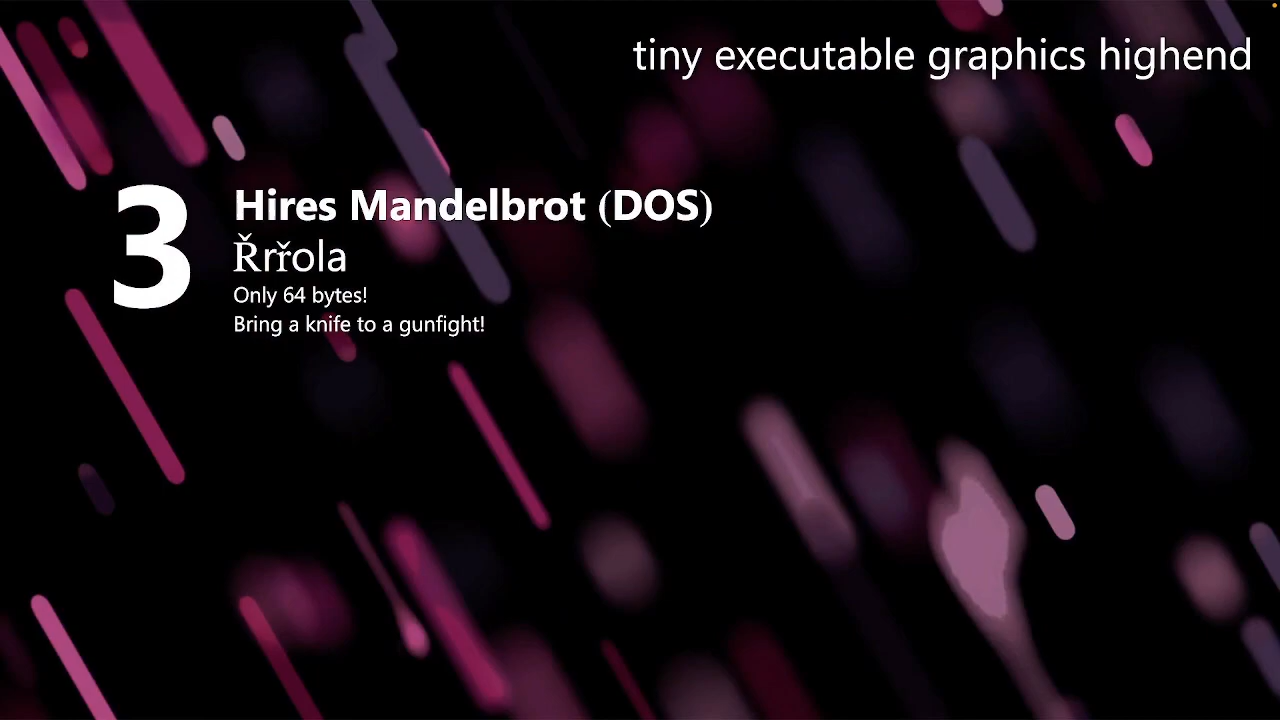 tiny executable graphics highend
3
Hires Mandelbrot (DOS)
Řrřola
Only 64 bytes!
Bring a knife to a gunfight!